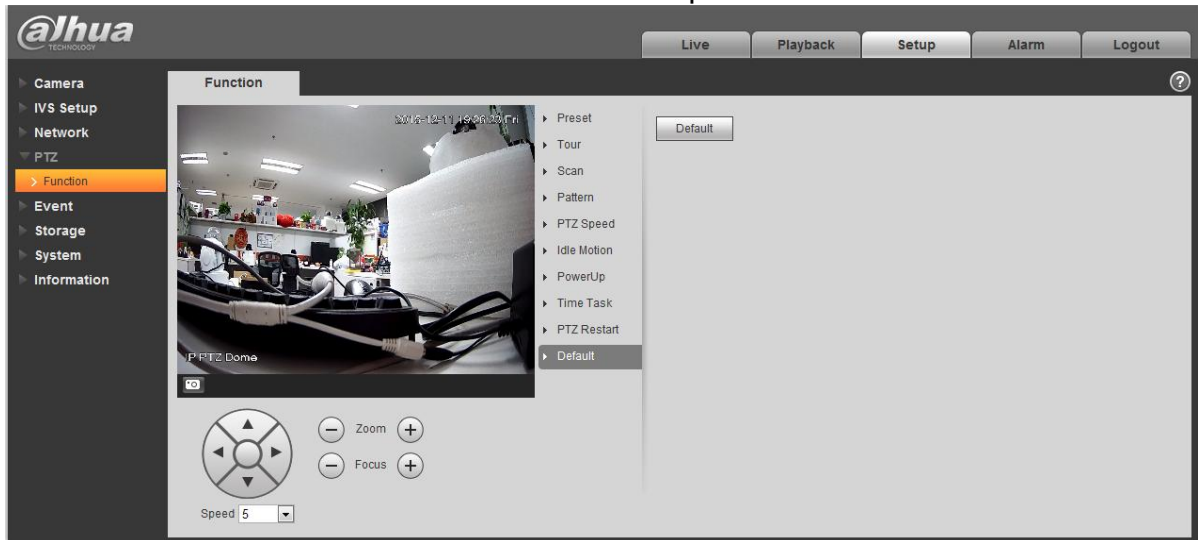 alhua
TECHNOLOGY
Live
Playback
Setup
Alarm
Logout
Camera
IVS Setup
Network
PTZ
Function
Event
Storage
System
Information
Function
?
IP PTZ Dome
Preset
Tour
Scan
Pattern
PTZ Speed
Idle Motion
PowerUp
Time Task
PTZ Restart
Default
Default
Zoom
Focus
Speed 5